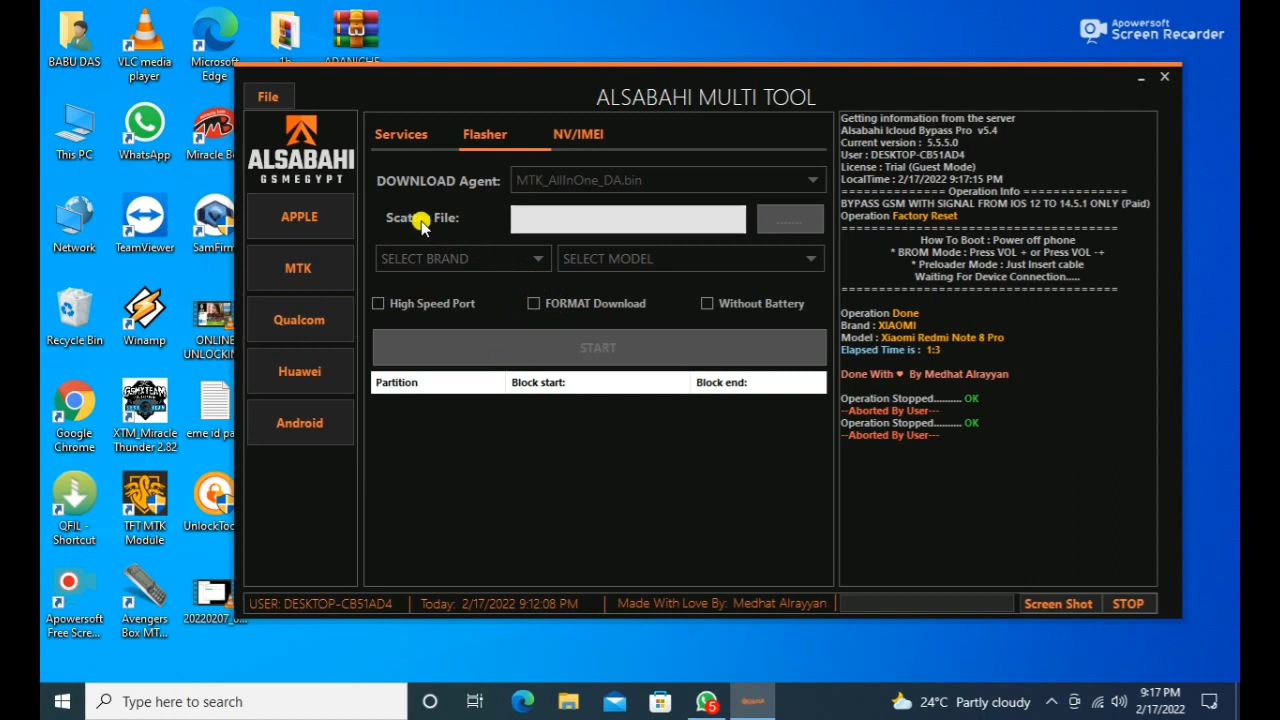 Apowersoft
Screen Recorder
BABU DAS
VLC media
player
Microsoft
Edge
This PC
WhatsApp
Network
TeamViewer
Recycle Bin
Winamp
ONLINE
Google
Chrome
XTM_Miracle
Thunder 2.82
eme id pa
QFIL -
Shortcut
TFT MTK
Module
Apowersoft
Free Scre...
Avengers
Box MT...
File
ALSABAHI MULTI TOOL
ALSABAHI
GSMEGYPT
APPLE
MTK
Qualcom
Huawei
Android
Services
Flasher
NV/IMEI
DOWNLOAD Agent:
MTK_AllInOne_DA.bin
File:
.......
SELECT BRAND
SELECT MODEL
High Speed Port
FORMAT Download
Without Battery
START
Partition
Block start:
Block end:
Getting information from the server
Alsabahi Icloud Bypass Pro v5.4
Current version : 5.5.5.0
User : DESKTOP-CB51AD4
License : Trial (Guest Mode)
LocalTime : 2/17/2022 9:17:15 PM
============== Operation Info ==============
BYPASS GSM WITH SIGNAL FROM IOS 12 TO 14.5.1 ONLY (Paid)
Operation Factory Reset
======================================
How To Boot : Power off phone
* BROM Mode : Press VOL + or Press VOL -+
* Preloader Mode : Just Insert cable
Waiting For Device Connection.....
======================================
Operation Done
Brand : XIAOMI
Model : Xiaomi Redmi Note 8 Pro
Elapsed Time is : 1:3
Done With ♥ By Medhat Alrayyan
Operation Stopped.......... OK
--Aborted By User---
Operation Stopped.......... OK
--Aborted By User---
USER: DESKTOP-CB51AD4
Today: 2/17/2022 9:12:08 PM
Made With Love By: Medhat Alrayyan
Screen Shot
STOP
Type here to search
5
24°C Partly cloudy
9:17 PM
2/17/2022